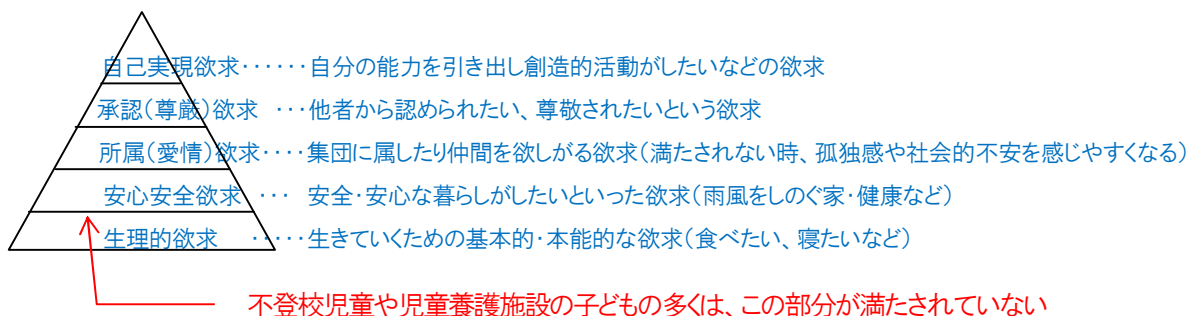 自己実現欲求‥‥‥自分の能力を引き出し創造的活動がしたいなどの欲求
承認(尊厳)欲求 ‥・他者から認められたい、尊敬されたいという欲求
所属(愛情)欲求‥‥集団に属したり仲間を欲しがる欲求(満たされない時、孤独感や社会的不安を感じやすくなる)
安心安全欲求 ‥・ 安全・安心な暮らしがしたいといった欲求(雨風をしのぐ家・健康など)
生理的欲求 ‥‥・生きていくための基本的・本能的な欲求(食べたい、寝たいなど)
不登校児童や児童養護施設の子どもの多くは、この部分が満たされていない